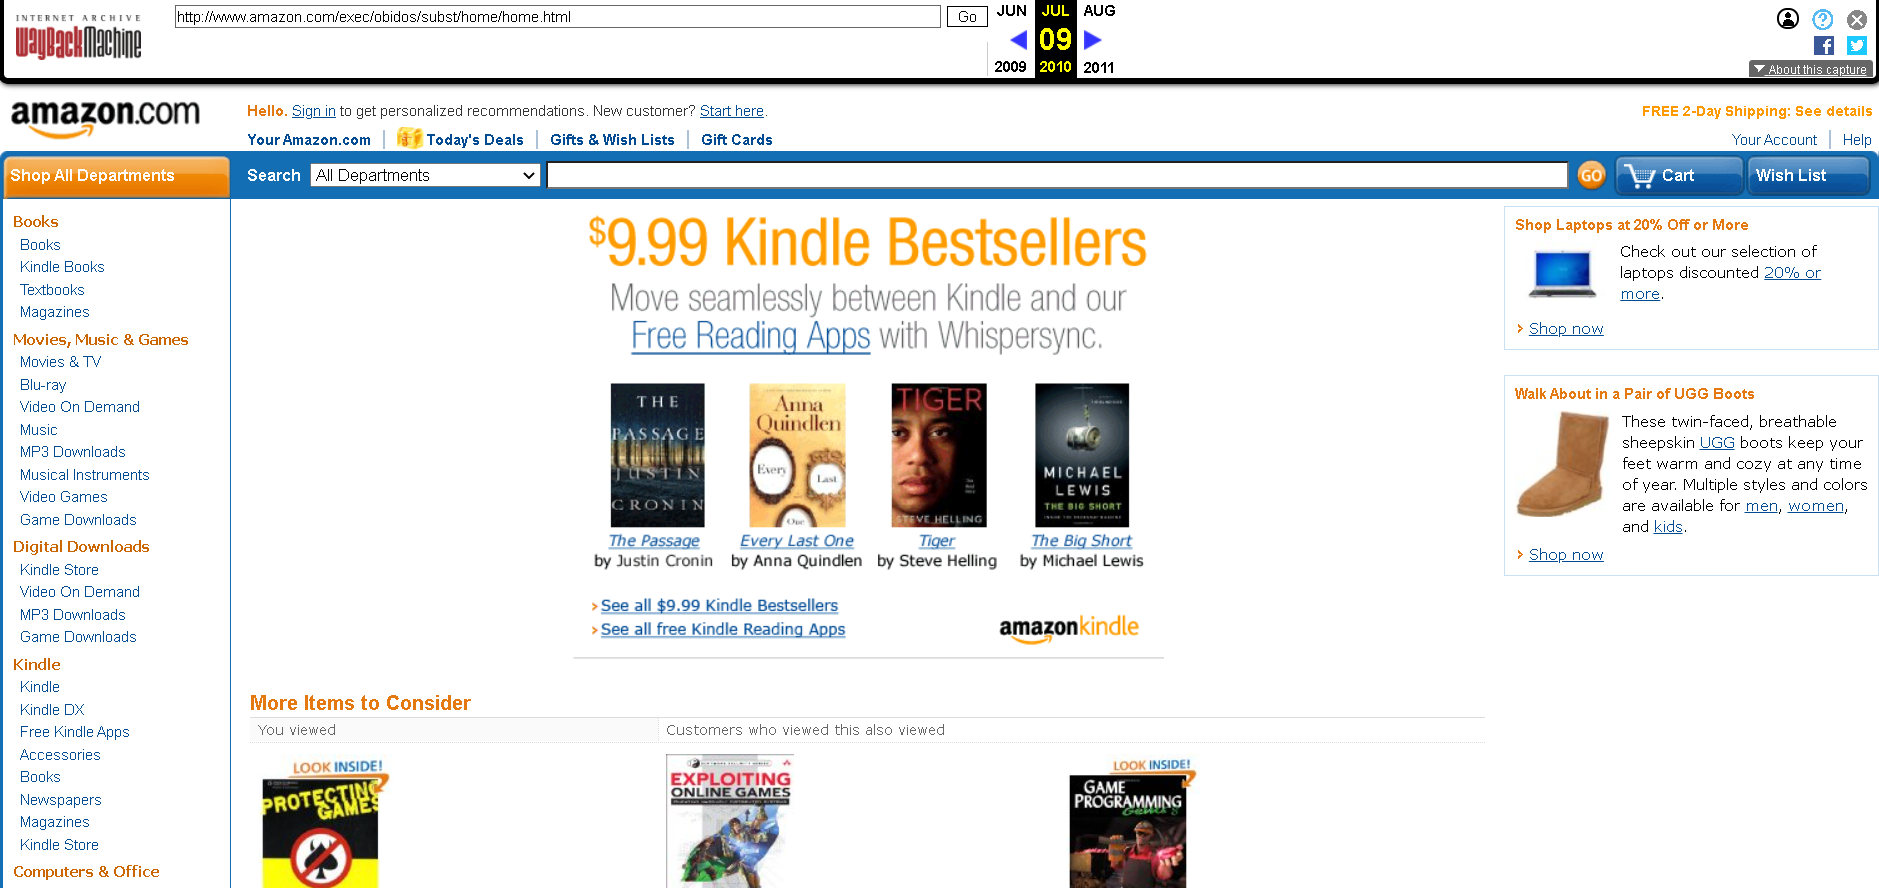 INTERNET ARCHIVE
WayBackMachine
http://www.amazon.com/exec/obidos/subst/home/home.html
Go
JUN JUL AUG
09
2009 2010 2011
About this capture
amazon.com
Hello. Sign in to get personalized recommendations. New customer? Start here.
FREE 2-Day Shipping: See details
Your Amazon.com
Today's Deals
Gifts & Wish Lists
Gift Cards
Your Account
Help
Shop All Departments
Search
All Departments
GO
Cart
Wish List
Books
Books
Kindle Books
Textbooks
Magazines
Movies, Music & Games
Movies & TV
Blu-ray
Video On Demand
Music
MP3 Downloads
Musical Instruments
Video Games
Game Downloads
Digital Downloads
Kindle Store
Video On Demand
MP3 Downloads
Game Downloads
Kindle
Kindle
Kindle DX
Free Kindle Apps
Accessories
Books
Newspapers
Magazines
Kindle Store
Computers & Office
$9.99 Kindle Bestsellers
Move seamlessly between Kindle and our
Free Reading Apps with Whispersync.
THE
PASSAGE
JUSTIN
CRONIN
The Passage
by Justin Cronin
Anna
Quindlen
Every
Last
One
Every Last One
by Anna Quindlen
TIGER
STEVE HELLING
Tiger
by Steve Helling
MICHAEL
LEWIS
THE BIG SHORT
The Big Short
by Michael Lewis
See all $9.99 Kindle Bestsellers
See all free Kindle Reading Apps
amazonkindle
Shop Laptops at 20% Off or More
Check out our selection of
laptops discounted 20% or
more.
Shop now
Walk About in a Pair of UGG Boots
These twin-faced, breathable
sheepskin UGG boots keep your
feet warm and cozy at any time
of year. Multiple styles and colors
are available for men, women,
and kids.
Shop now
More Items to Consider
You viewed
Customers who viewed this also viewed
LOOK INSIDE!
PROTECTING
GAMES
EXPLOITING
ONLINE GAMES
LOOK INSIDE!
GAME
PROGRAMMING